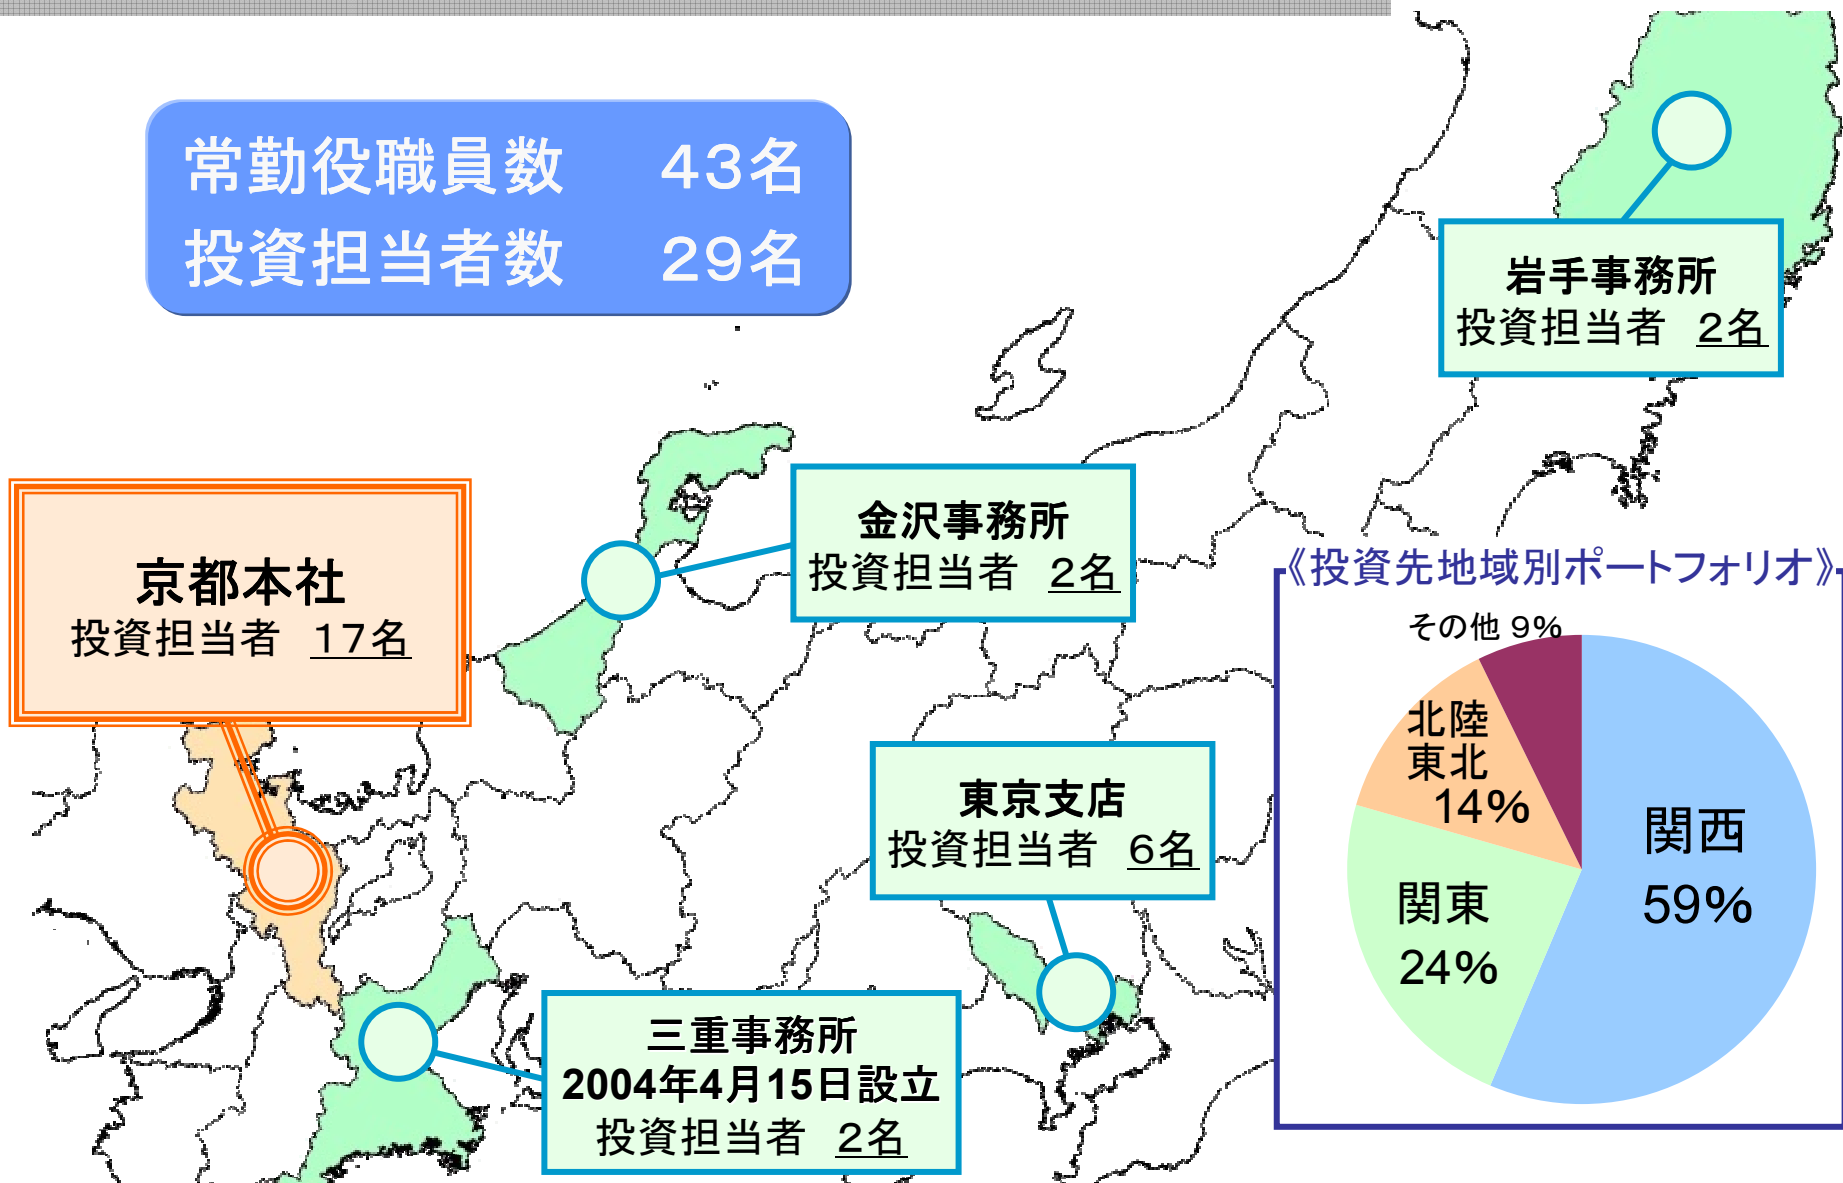 常勤役職員数　43名
投資担当者数　29名
岩手事務所
投資担当者　2名
金沢事務所
投資担当者　2名
京都本社
投資担当者　17名
東京支店
投資担当者　6名
三重事務所
2004年4月15日設立
投資担当者　2名
《投資先地域別ポートフォリオ》
その他 9%
北陸
東北
14%
関西
59%
関東
24%